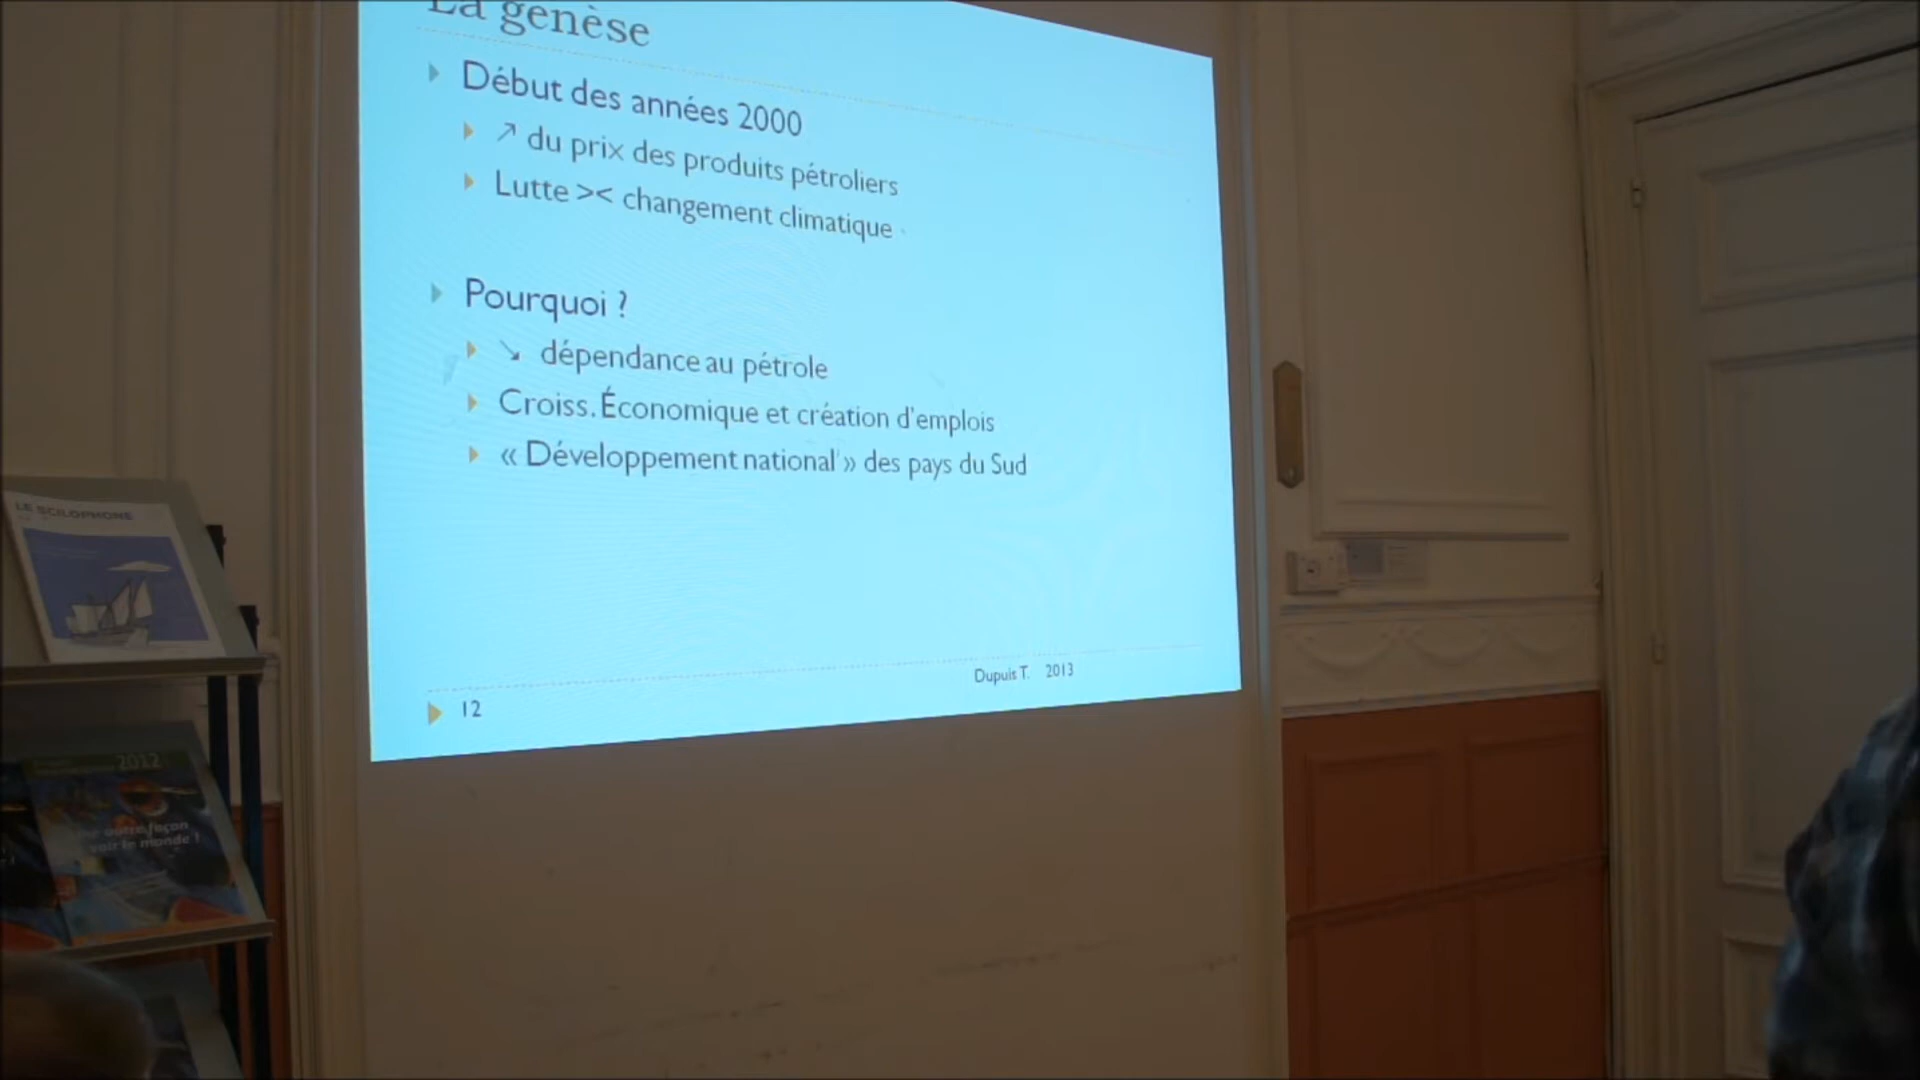 La genèse
Début des années 2000
↗ du prix des produits pétroliers
Lutte >< changement climatique
Pourquoi ?
↘ dépendance au pétrole
Croiss. Économique et création d'emplois
« Développement national » des pays du Sud
Dupuis T. 2013
12
LE SCILOPHONE
2012
autre façon
voir le monde !